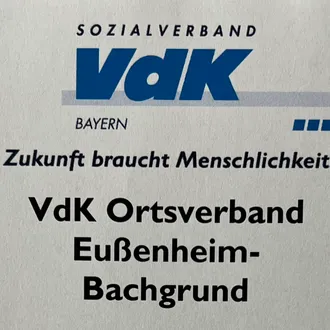 SOZIALVERBAND
VdK
BAYERN
Zukunft braucht Menschlichkeit
VdK Ortsverband
Eußenheim-
Bachgrund